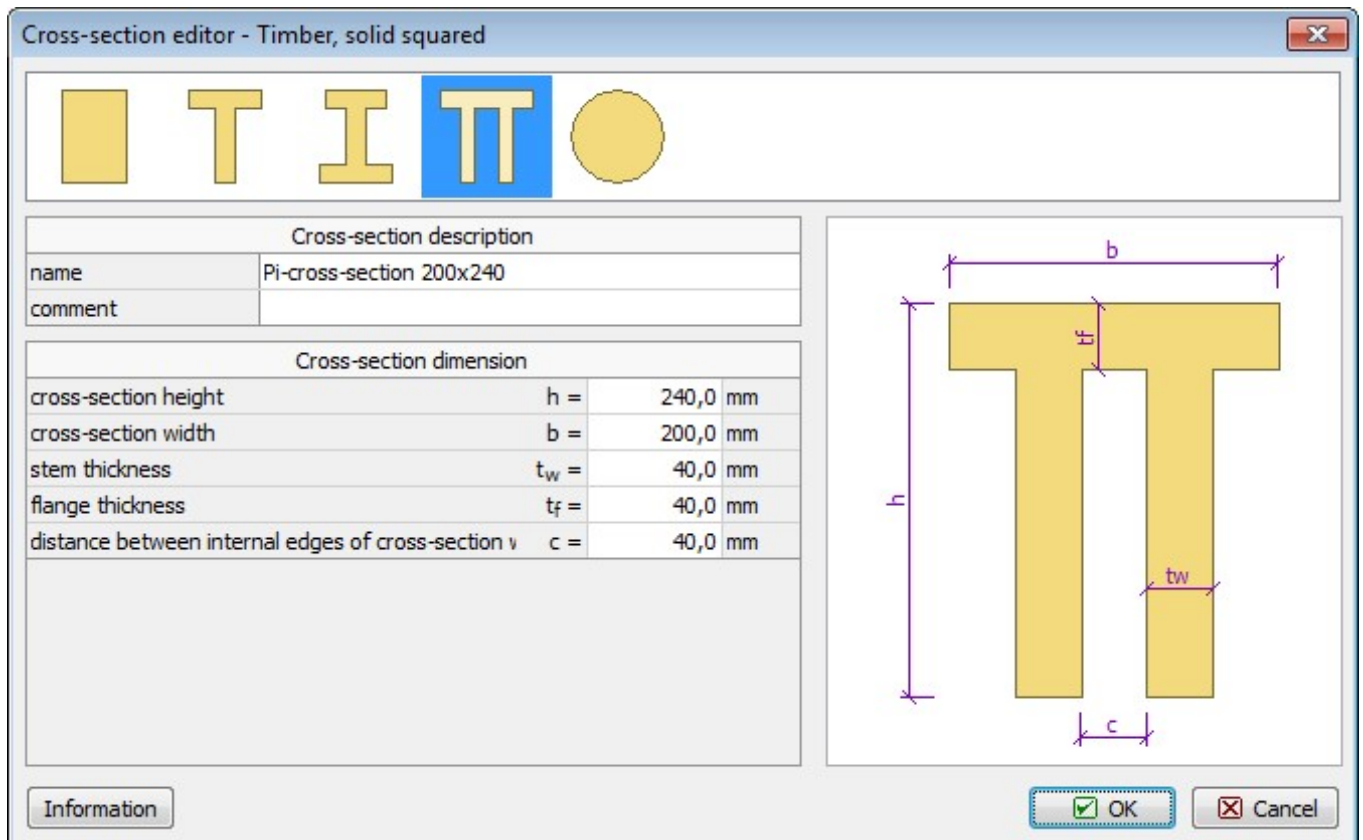 Cross-section editor - Timber, solid squared
Cross-section description
name Pi-cross-section 200x240
comment
Cross-section dimension
cross-section height h = 240,0 mm
cross-section width b = 200,0 mm
stem thickness tw = 40,0 mm
flange thickness tf = 40,0 mm
distance between internal edges of cross-section c = 40,0 mm
b
tf
h
tw
c
Information
OK
Cancel